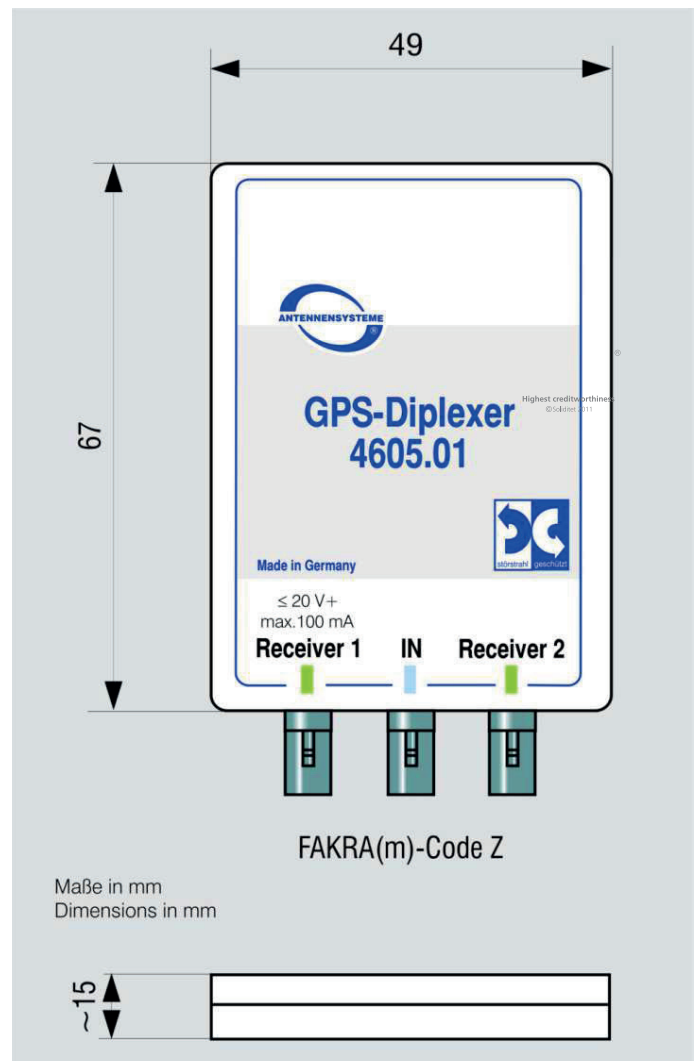 49
67
ANTENNENSYSTEME
®
®
Highest creditworthiness
©Soliditet 2011
GPS-Diplexer
4605.01
störstrahl geschützt
Made in Germany
≤ 20 V+
max.100 mA
Receiver 1 IN Receiver 2
FAKRA(m)-Code Z
Maße in mm
Dimensions in mm
~15